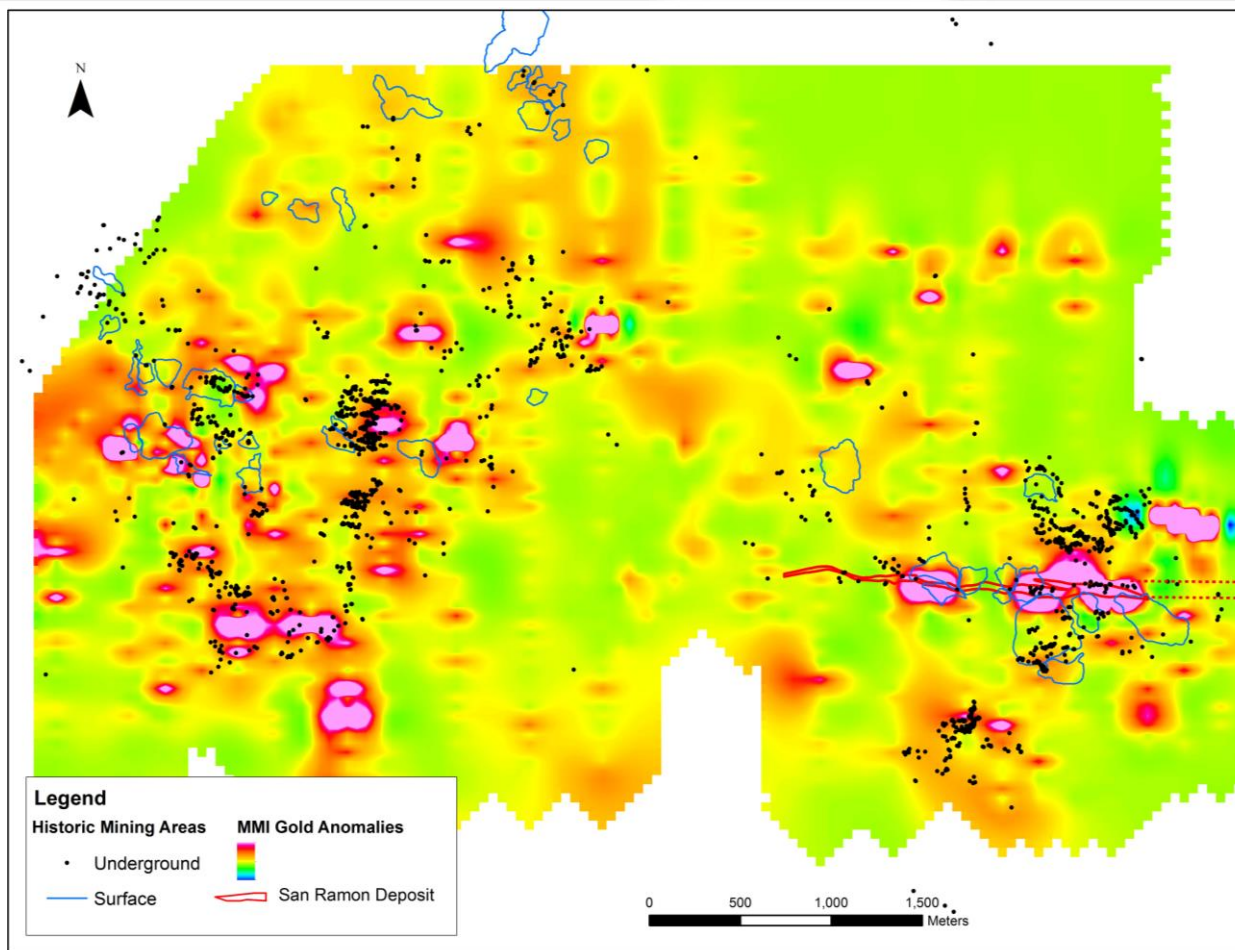 N
Legend
Historic Mining Areas MMI Gold Anomalies
Underground
Surface San Ramon Deposit
0 500 1,000 1,500
Meters